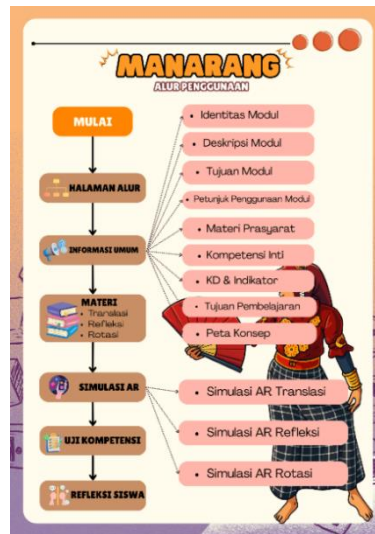 MANARANG
ALUR PENGGUNAAN
MULAI
HALAMAN ALUR
INFORMASI UMUM
• Identitas Modul
• Deskripsi Modul
• Tujuan Modul
• Petunjuk Penggunaan Modul
• Materi Prasyarat
• Kompetensi Inti
• KD & Indikator
• Tujuan Pembelajaran
• Peta Konsep
MATERI
• Translasi
• Refleksi
• Rotasi
SIMULASI AR
• Simulasi AR Translasi
• Simulasi AR Refleksi
• Simulasi AR Rotasi
UJI KOMPETENSI
REFLEKSI SISWA